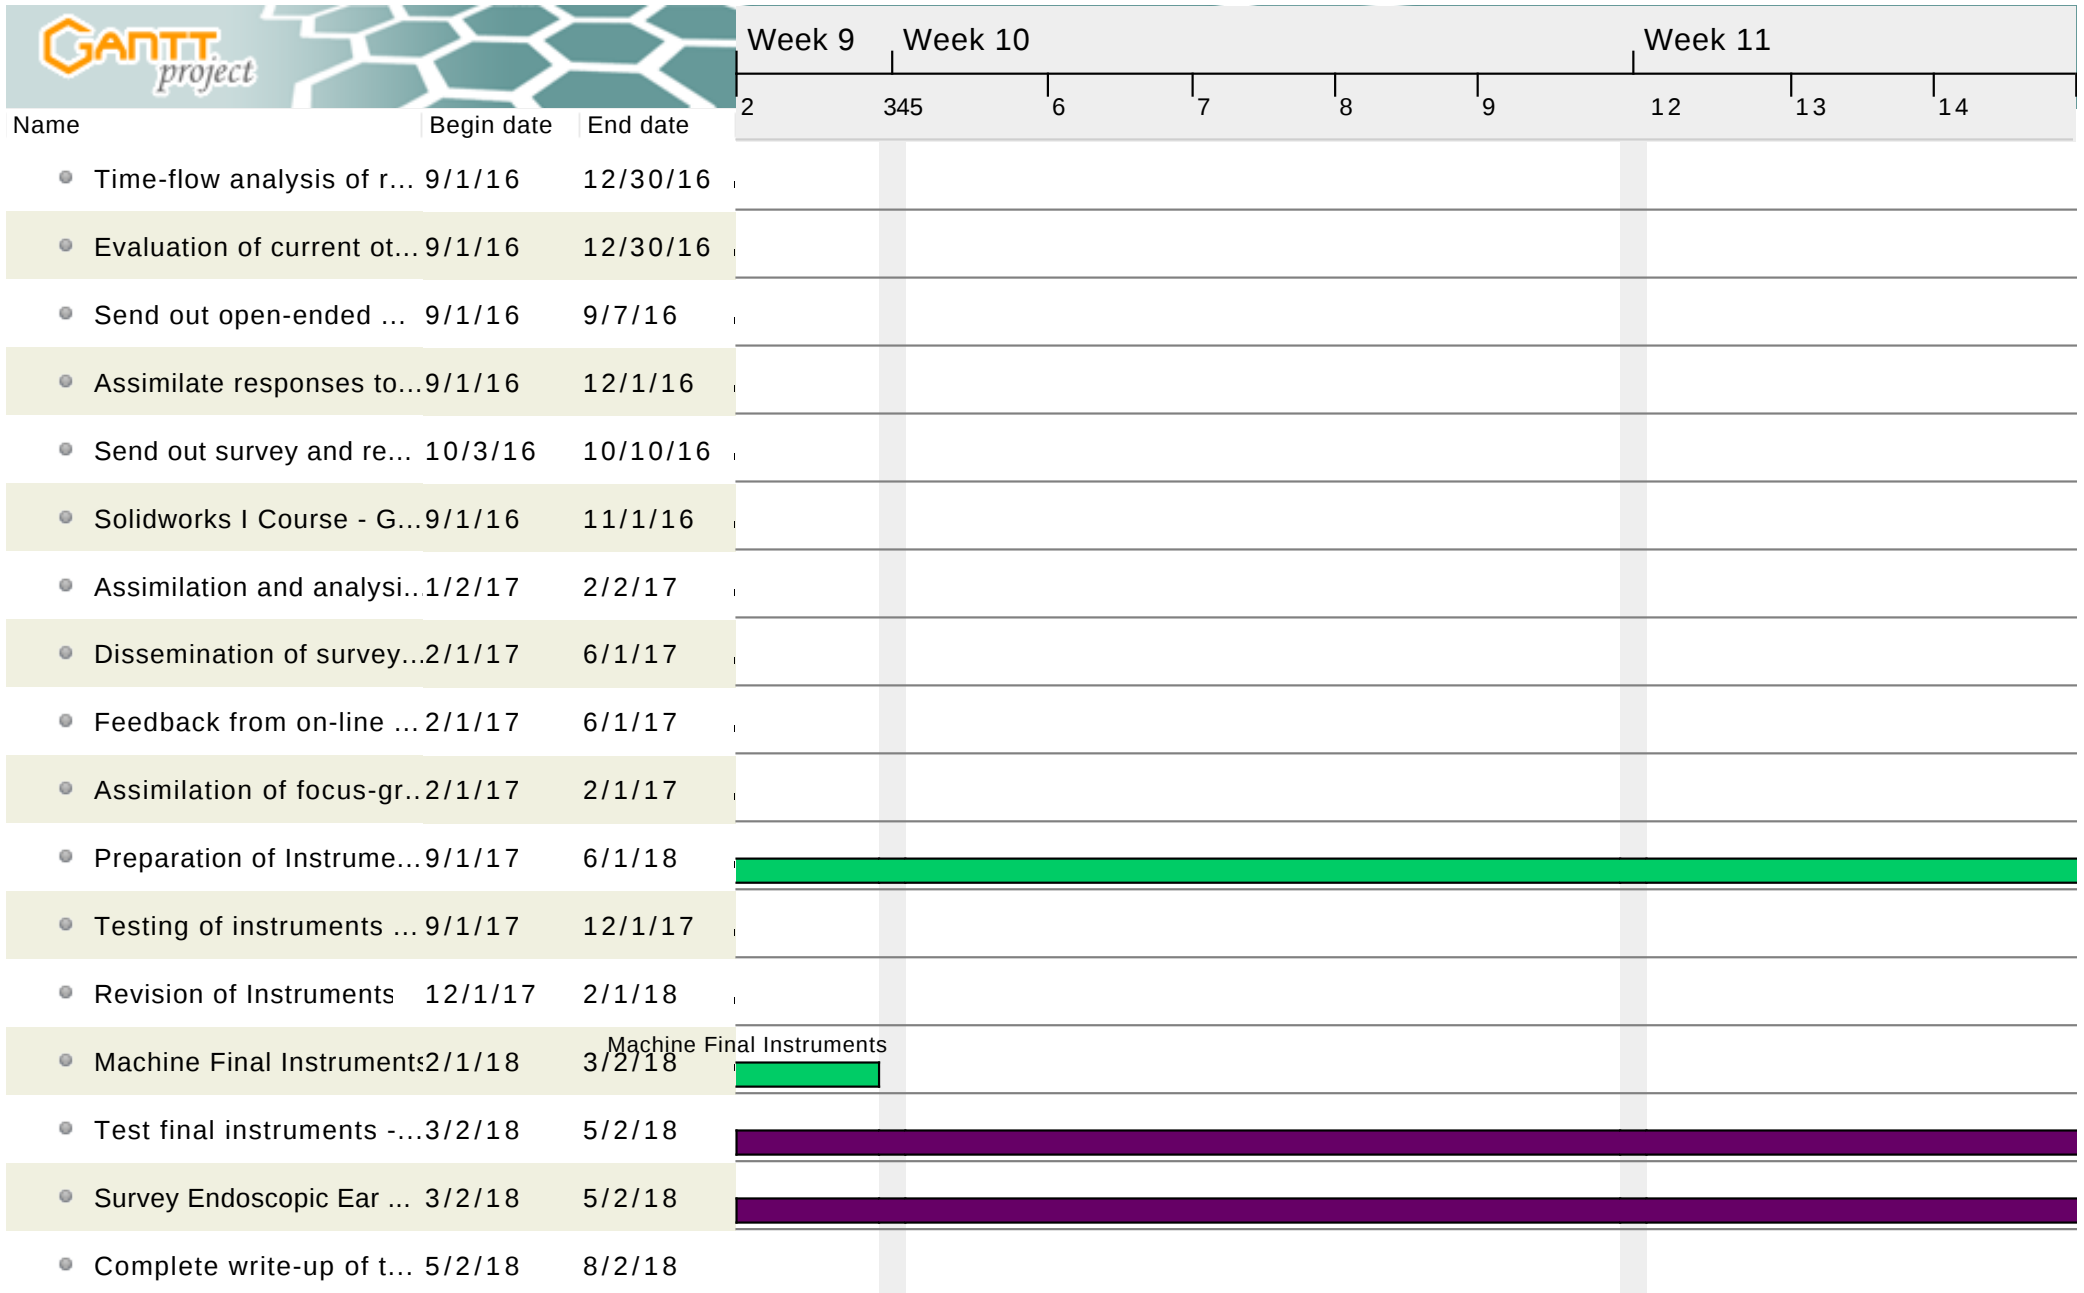 GANTT
project
Week 9 Week 10 Week 11
2 3 4 5 6 7 8 9 12 13 14
Name Begin date End date
Time-flow analysis of r... 9/1/16 12/30/16
Evaluation of current ot... 9/1/16 12/30/16
Send out open-ended ... 9/1/16 9/7/16
Assimilate responses to... 9/1/16 12/1/16
Send out survey and re... 10/3/16 10/10/16
Solidworks I Course - G... 9/1/16 11/1/16
Assimilation and analysi... 1/2/17 2/2/17
Dissemination of survey... 2/1/17 6/1/17
Feedback from on-line ... 2/1/17 6/1/17
Assimilation of focus-gr... 2/1/17 2/1/17
Preparation of Instrume... 9/1/17 6/1/18
Testing of instruments ... 9/1/17 12/1/17
Revision of Instruments 12/1/17 2/1/18
Machine Final Instruments
Machine Final Instruments 2/1/18 3/2/18
Test final instruments -... 3/2/18 5/2/18
Survey Endoscopic Ear ... 3/2/18 5/2/18
Complete write-up of t... 5/2/18 8/2/18